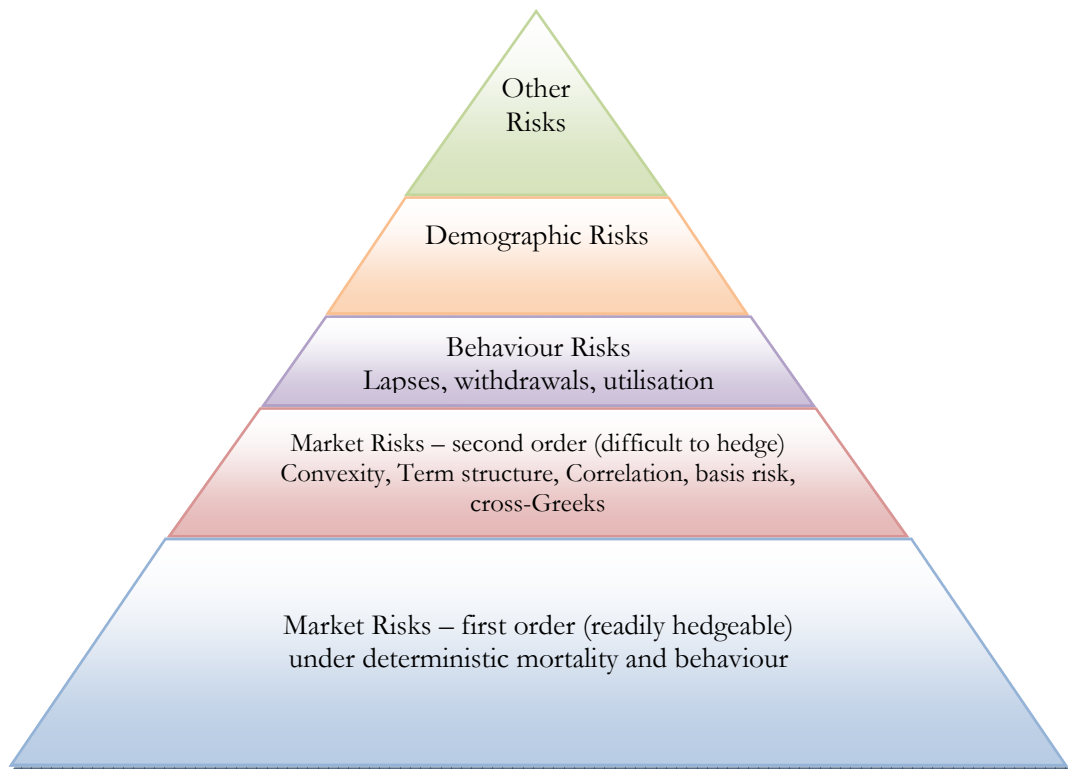 Other
Risks
Demographic Risks
Behaviour Risks
Lapses, withdrawals, utilisation
Market Risks – second order (difficult to hedge)
Convexity, Term structure, Correlation, basis risk,
cross-Greeks
Market Risks – first order (readily hedgeable)
under deterministic mortality and behaviour